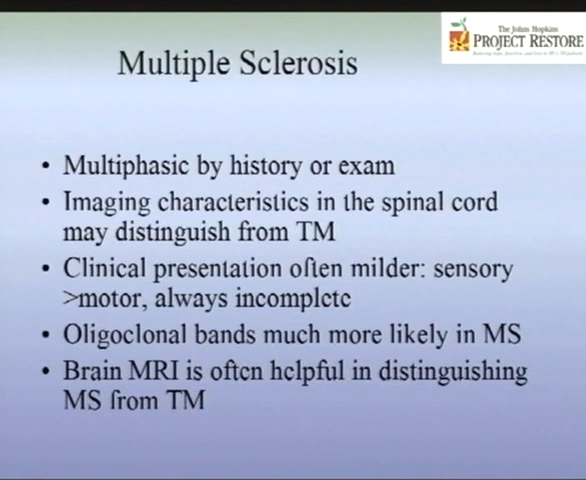 The Johns Hopkins
PROJECT RESTORE
Multiple Sclerosis
• Multiphasic by history or exam
• Imaging characteristics in the spinal cord
may distinguish from TM
• Clinical presentation often milder: sensory
>motor, always incomplete
• Oligoclonal bands much more likely in MS
• Brain MRI is often helpful in distinguishing
MS from TM